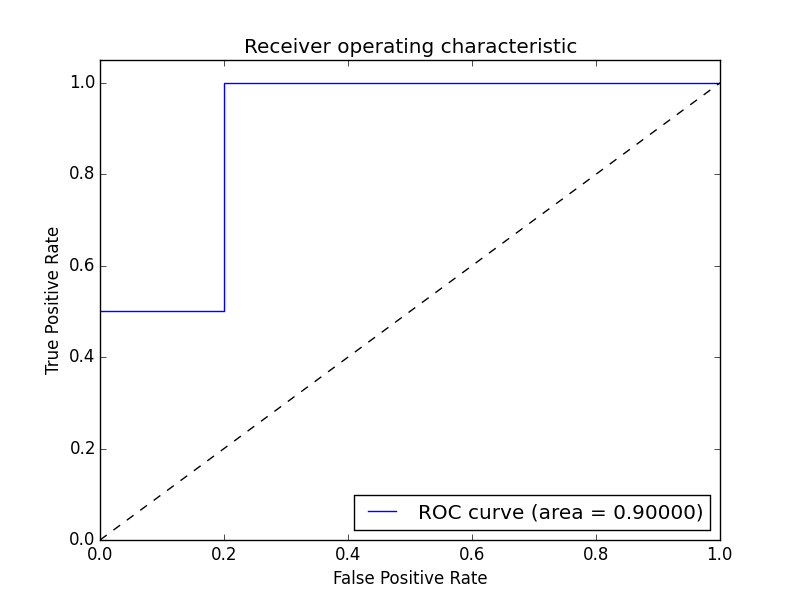 Receiver operating characteristic
True Positive Rate
1.0
0.8
0.6
0.4
0.2
0.0
ROC curve (area = 0.90000)
0.0 0.2 0.4 0.6 0.8 1.0
False Positive Rate